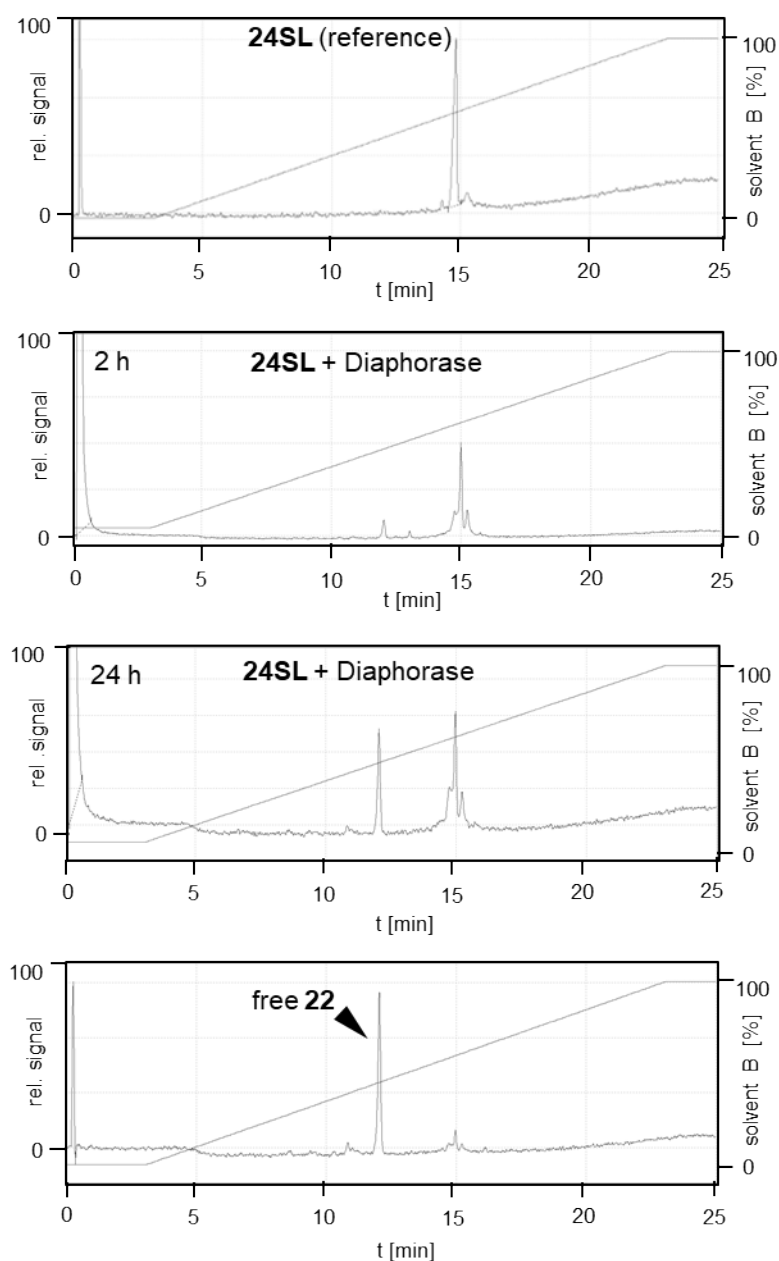 100
24SL (reference)
100
rel. signal
solvent B [%]
0
0
0 5 10 15 20 25
t [min]
100
2 h
24SL + Diaphorase
100
rel. signal
solvent B [%]
0
0
0 5 10 15 20 25
t [min]
100
24 h
24SL + Diaphorase
100
rel .signal
solvent B [%]
0
0
0 5 10 15 20 25
t [min]
100
free 22
100
rel. signal
solvent B [%]
0
0
0 5 10 15 20 25
t [min]